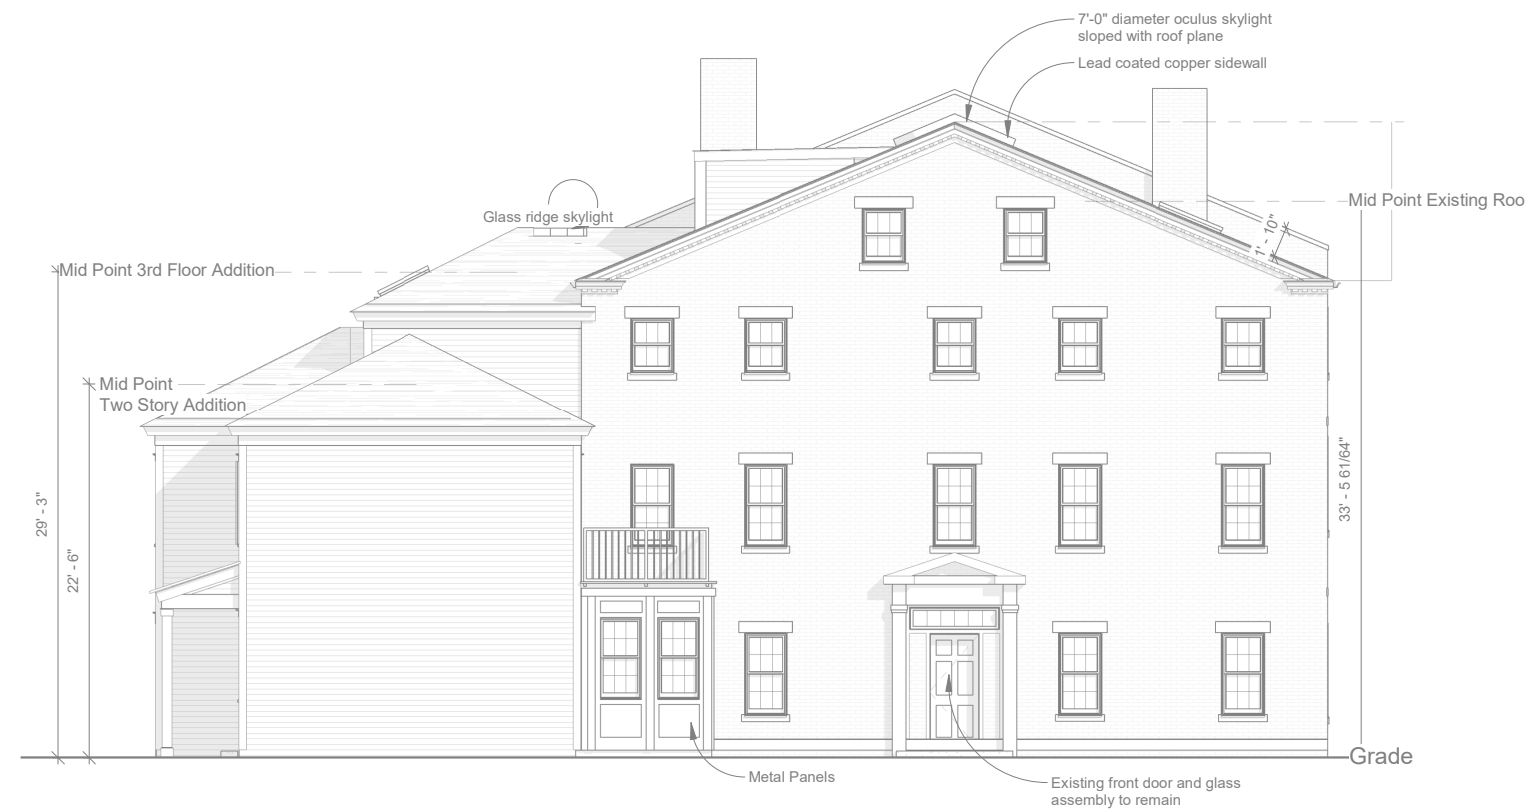 7'-0" diameter oculus skylight
sloped with roof plane
Lead coated copper sidewall
Mid Point Existing Roo
Glass ridge skylight
1' - 10"
Mid Point 3rd Floor Addition
Mid Point
Two Story Addition
29' - 3"
22' - 6"
33' - 5 61/64"
Grade
Metal Panels
Existing front door and glass
assembly to remain